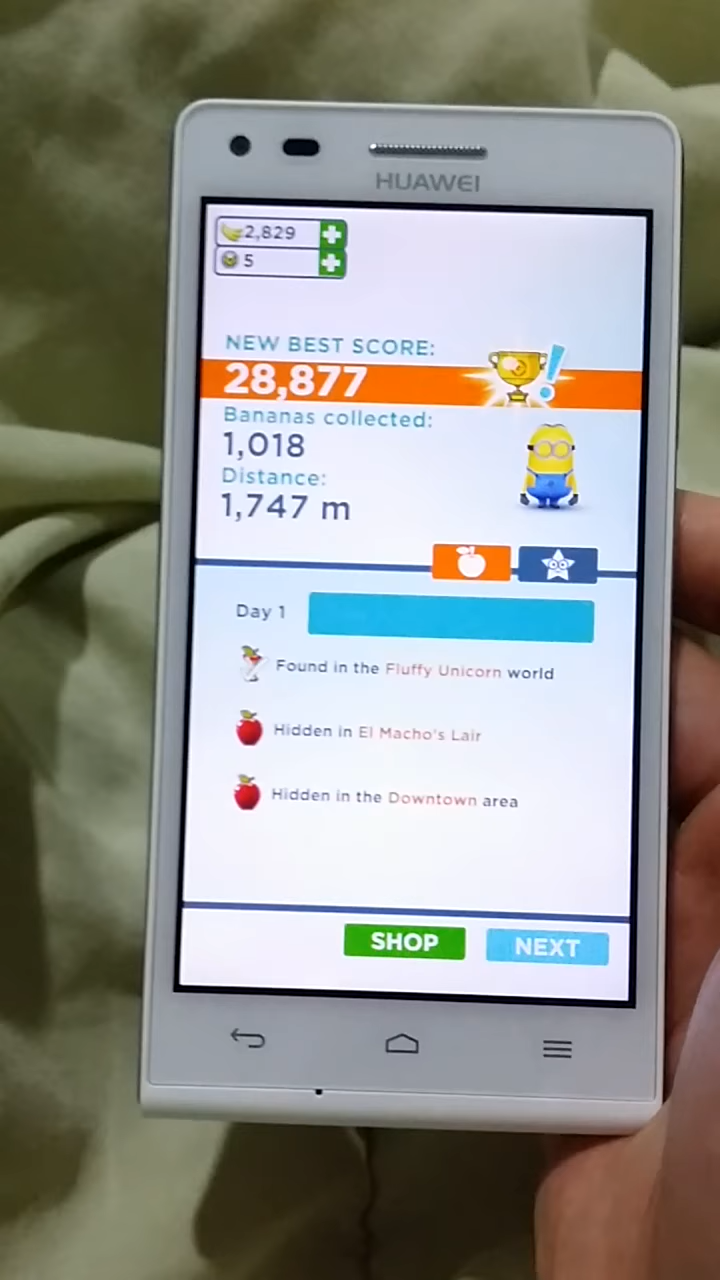 HUAWEI
2,829
5
NEW BEST SCORE:
28,877
Bananas collected:
1,018
Distance:
1,747 m
Day 1
Found in the Fluffy Unicorn world
Hidden in El Macho's Lair
Hidden in the Downtown area
SHOP
NEXT